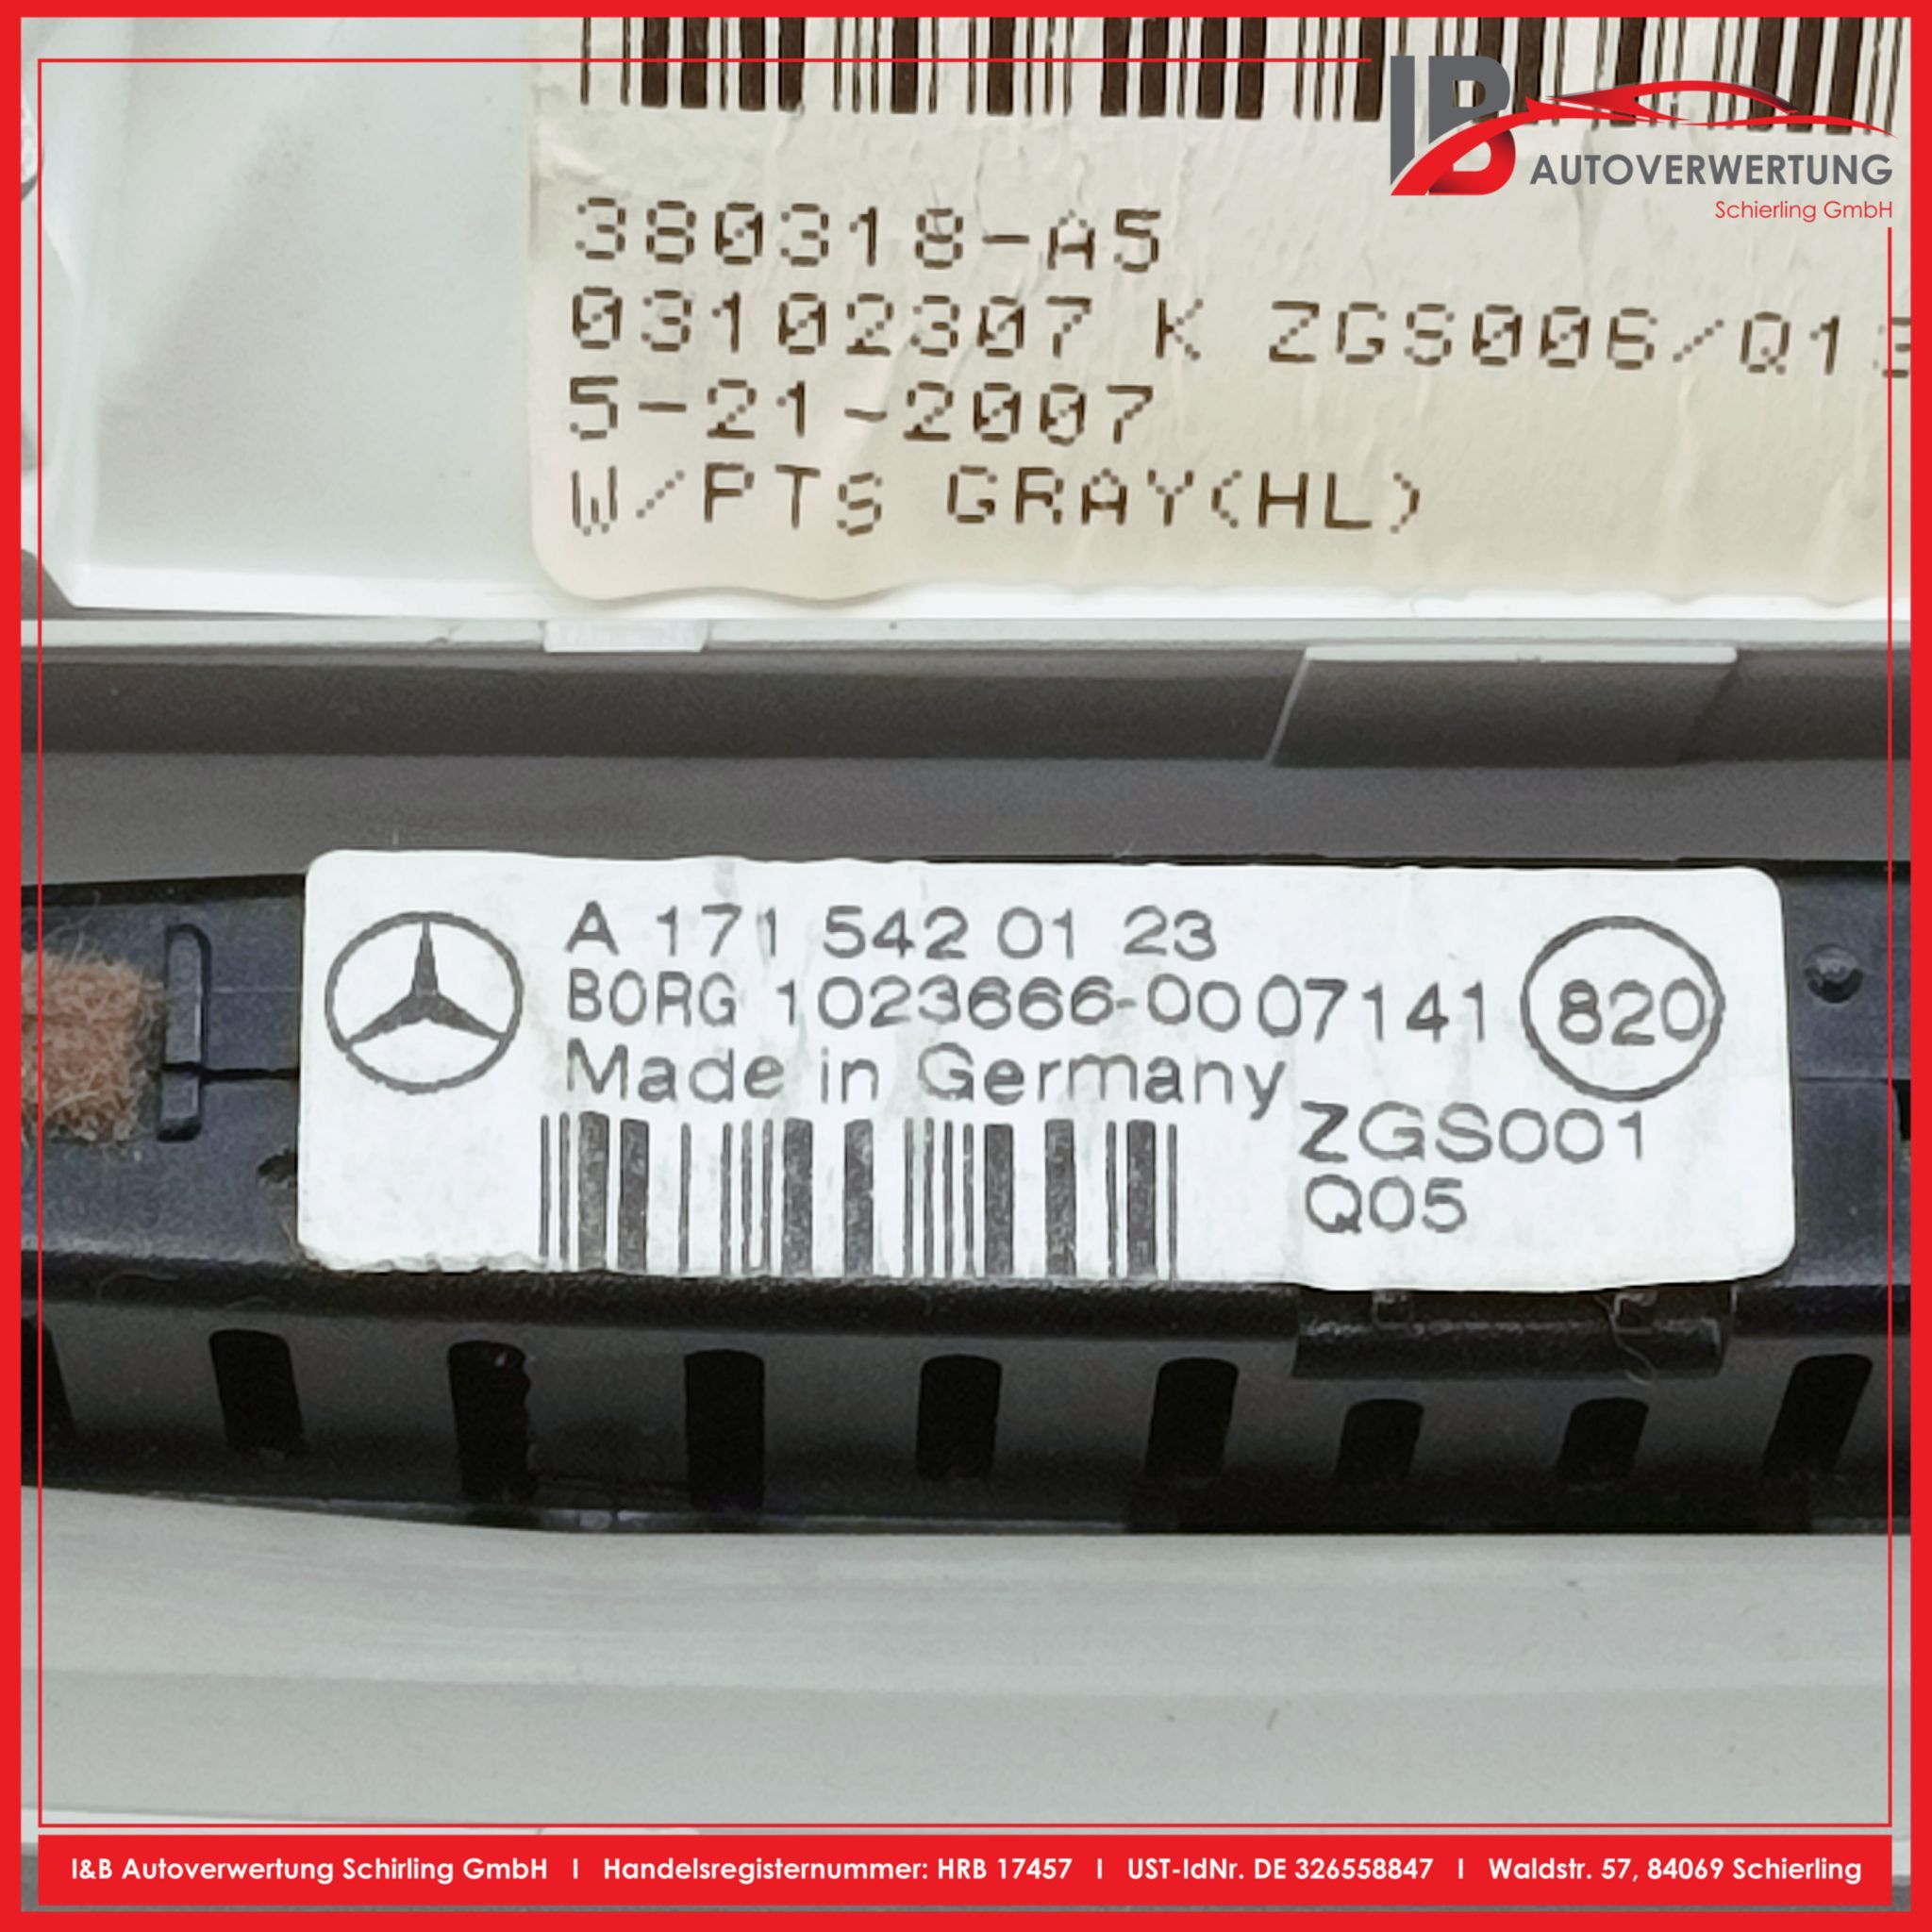 IB
AUTOVERWERTUNG
Schierling GmbH
380318-A5
03102307 K ZGS006/Q1
5-21-2007
W/PTS GRAY(HL)
A 171 542 01 23
BORG 1023666-00 07141 820
Made in Germany
ZGS001
Q05
I&B Autoverwertung Schirling GmbH I Handelsregisternummer: HRB 17457 I UST-IdNr. DE 326558847 I Waldstr. 57, 84069 Schierling